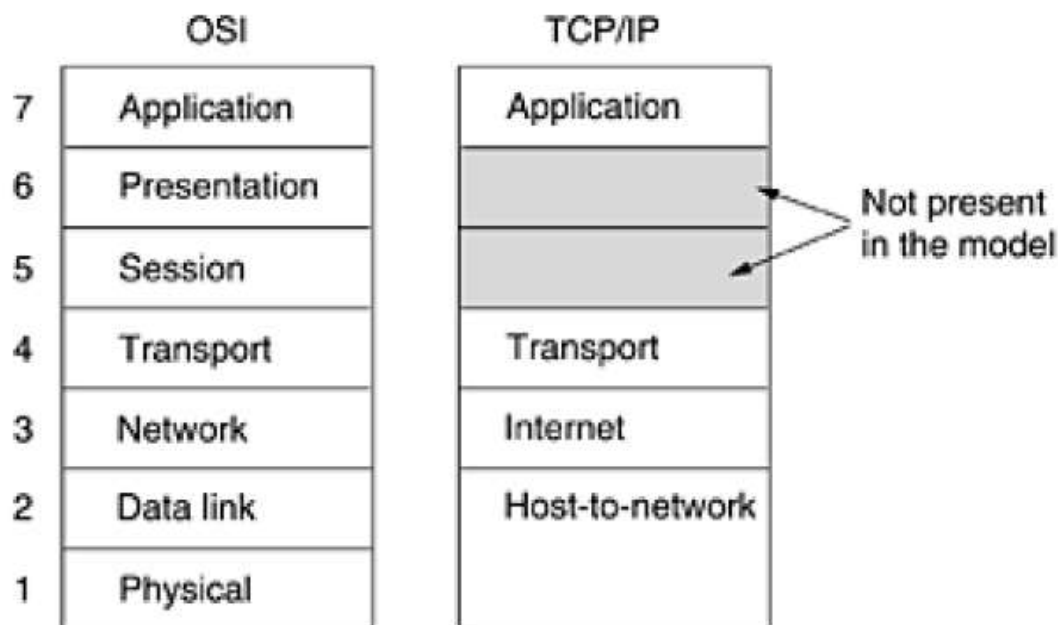 OSI TCP/IP
7 Application Application
6 Presentation
Not present
in the model
5 Session
4 Transport Transport
3 Network Internet
2 Data link Host-to-network
1 Physical